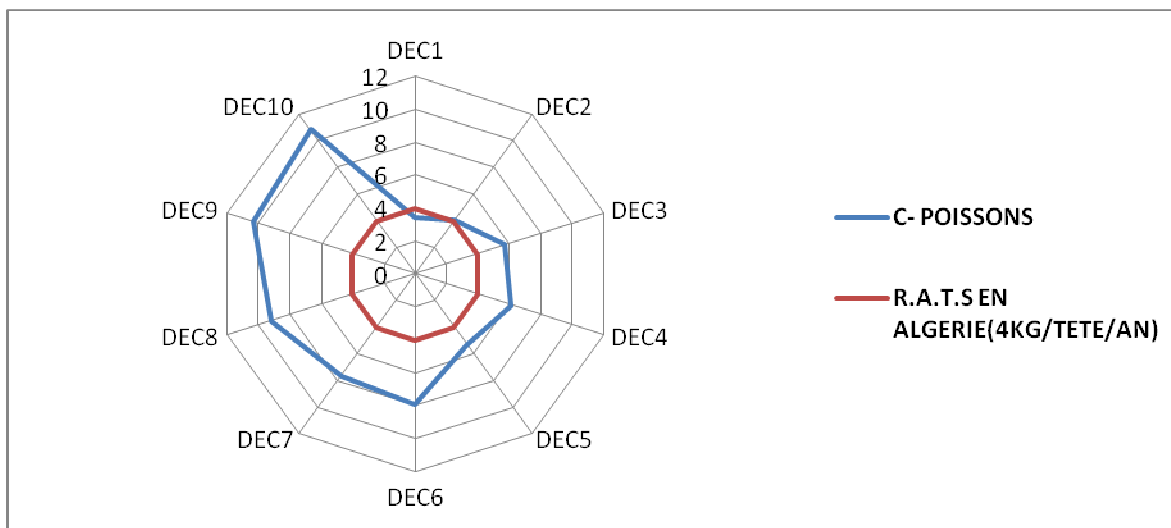 DEC1
DEC2
DEC3
DEC4
DEC5
DEC6
DEC7
DEC8
DEC9
DEC10
12
10
8
6
4
2
0
C- POISSONS
R.A.T.S EN
ALGERIE(4KG/TETE/AN)